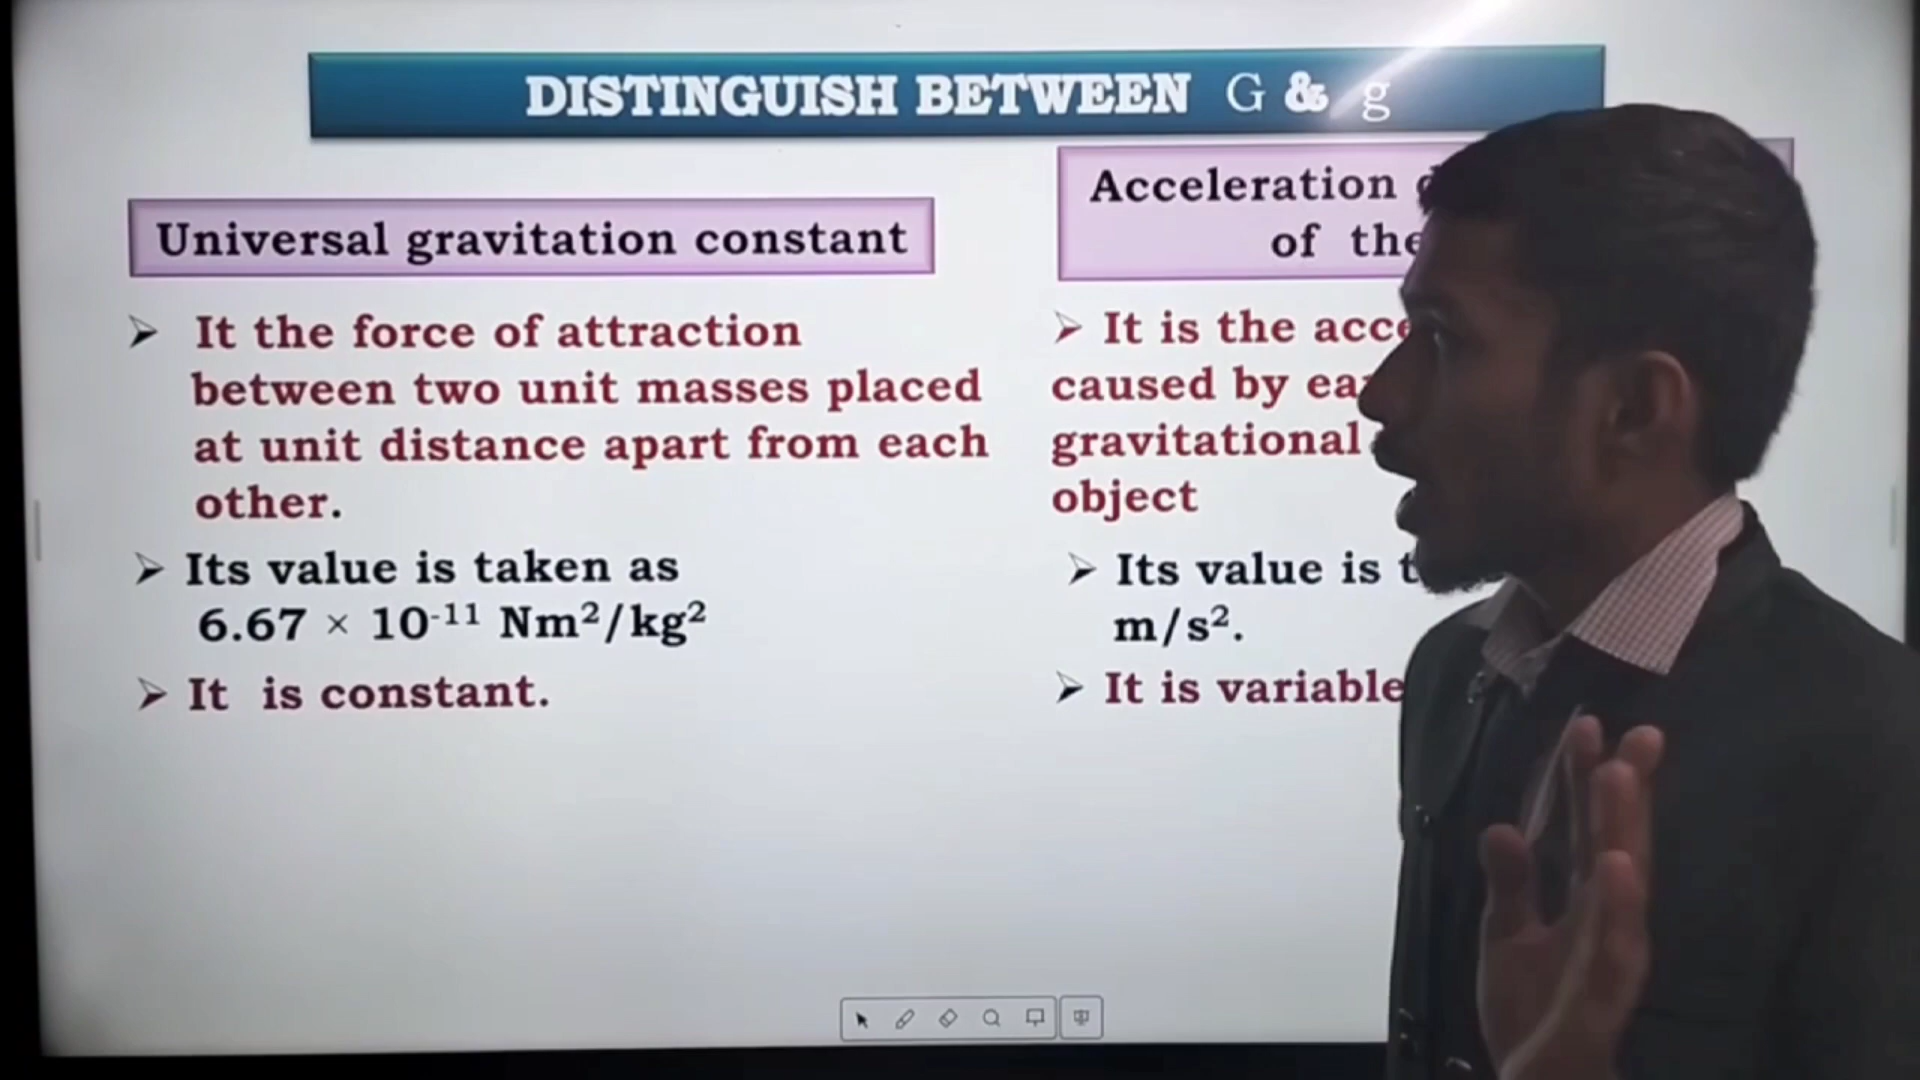 DISTINGUISH BETWEEN G & g
Universal gravitation constant
➢ It the force of attraction
between two unit masses placed
at unit distance apart from each
other.
➢ Its value is taken as
6.67 × 10⁻¹¹ Nm²/kg²
➢ It is constant.
Acceleration
of the
➢ It is the
caused by
gravitational
object
➢ Its value is
m/s².
➢ It is variable